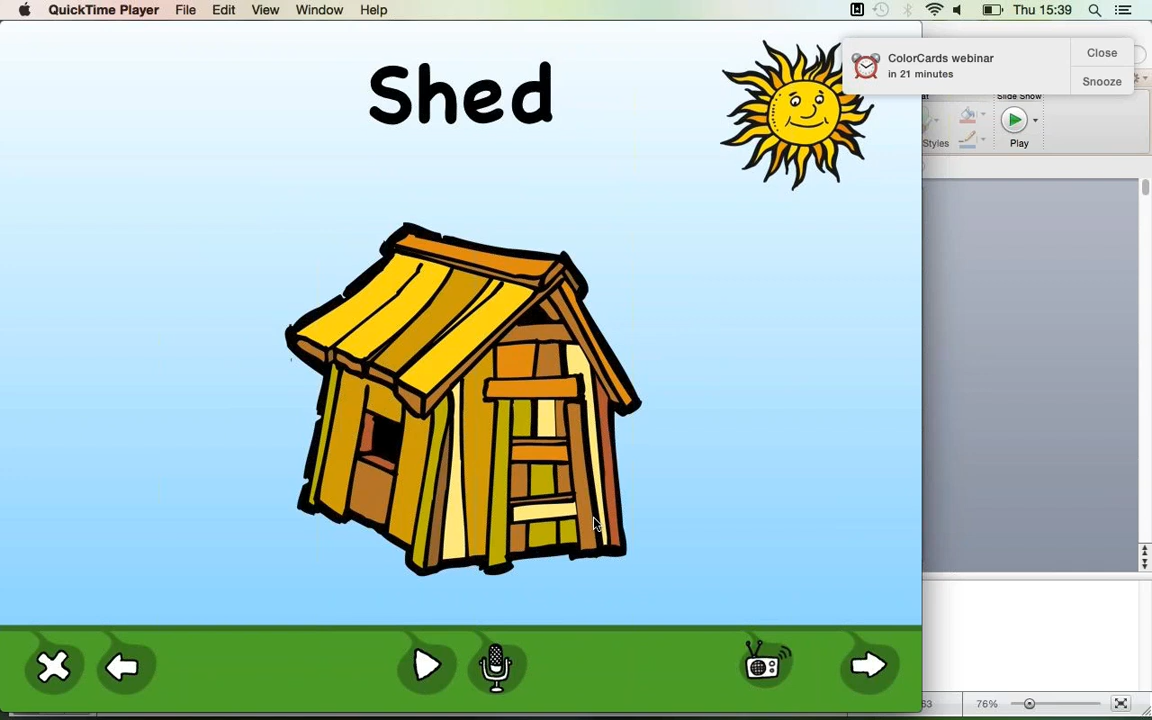 QuickTime Player File Edit View Window Help Thu 15:39
ColorCards webinar
in 21 minutes
Close
Snooze
Shed
Slide Show
Styles
Play
76%